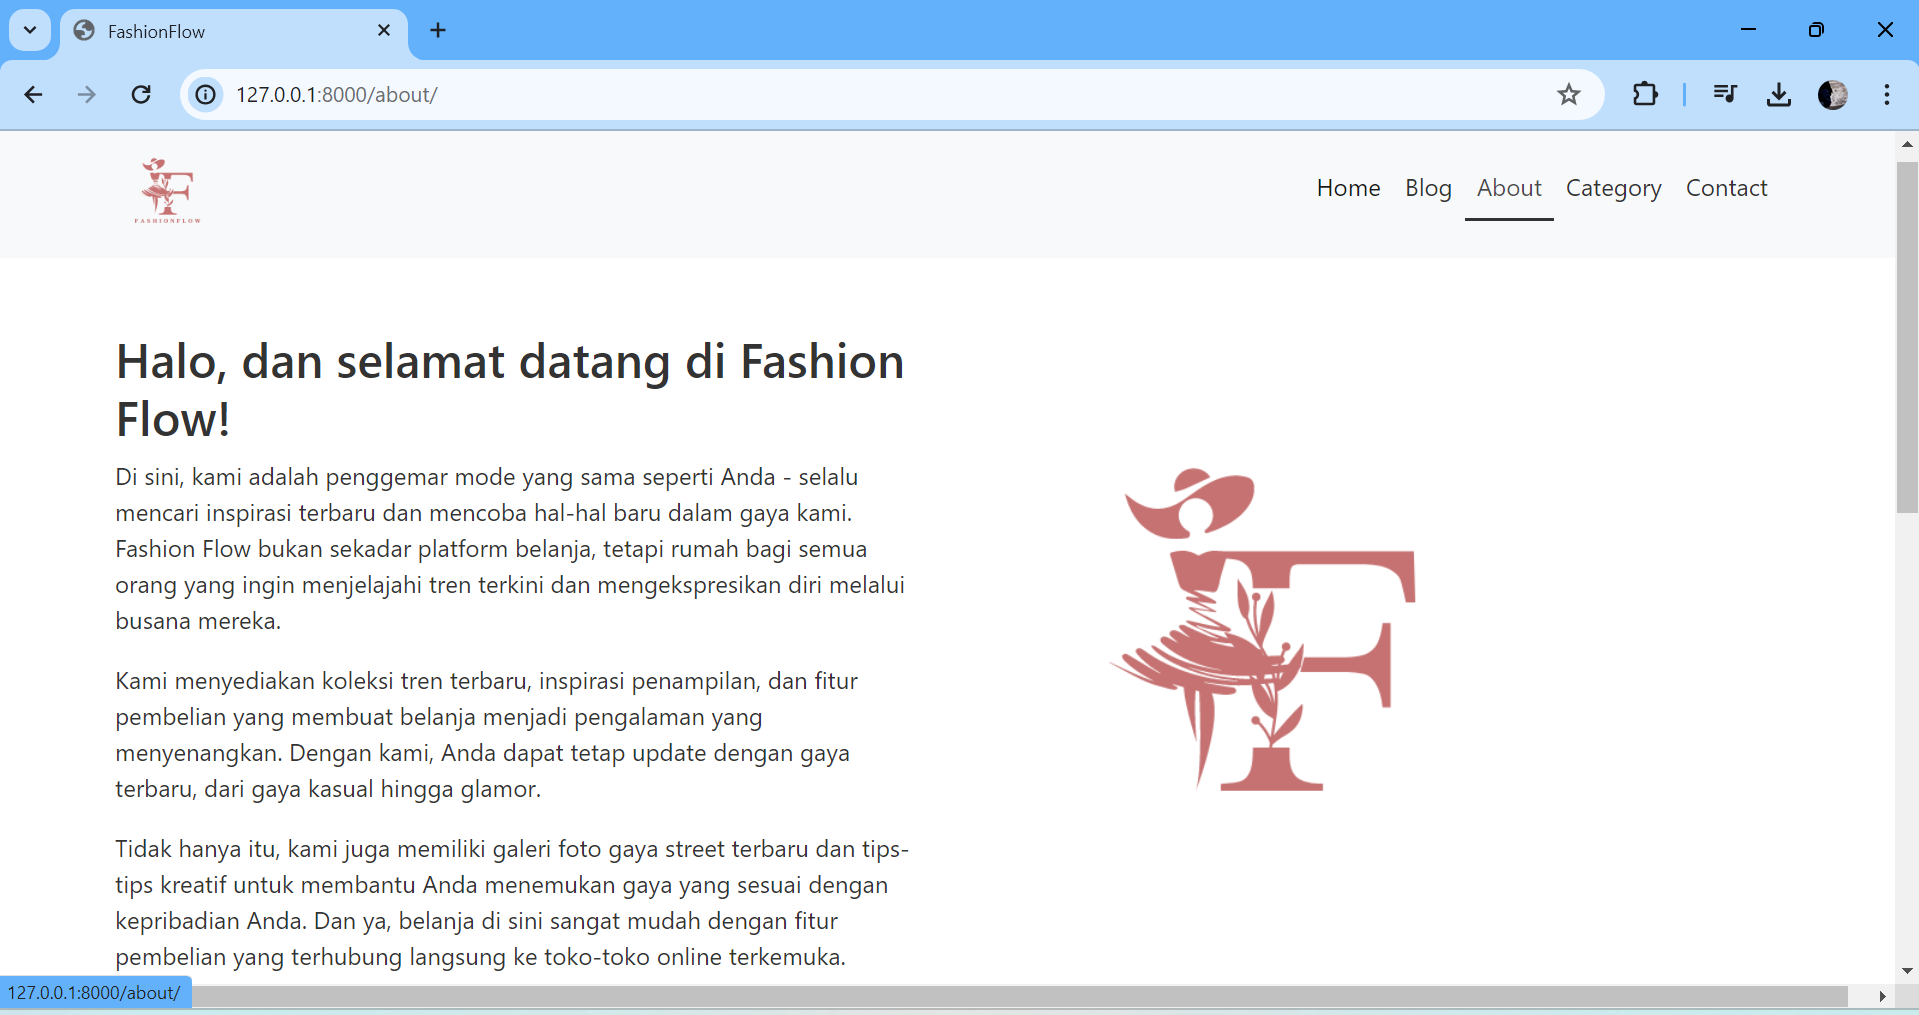 FashionFlow
127.0.0.1:8000/about/
FASHIONFLOW
Home Blog About Category Contact
Halo, dan selamat datang di Fashion
Flow!
Di sini, kami adalah penggemar mode yang sama seperti Anda - selalu
mencari inspirasi terbaru dan mencoba hal-hal baru dalam gaya kami.
Fashion Flow bukan sekadar platform belanja, tetapi rumah bagi semua
orang yang ingin menjelajahi tren terkini dan mengekspresikan diri melalui
busana mereka.
Kami menyediakan koleksi tren terbaru, inspirasi penampilan, dan fitur
pembelian yang membuat belanja menjadi pengalaman yang
menyenangkan. Dengan kami, Anda dapat tetap update dengan gaya
terbaru, dari gaya kasual hingga glamor.
Tidak hanya itu, kami juga memiliki galeri foto gaya street terbaru dan tips-
tips kreatif untuk membantu Anda menemukan gaya yang sesuai dengan
kepribadian Anda. Dan ya, belanja di sini sangat mudah dengan fitur
pembelian yang terhubung langsung ke toko-toko online terkemuka.
F
127.0.0.1:8000/about/